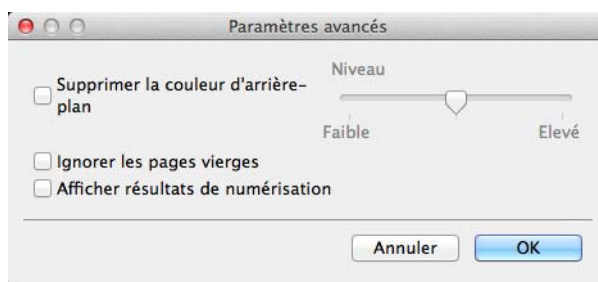 Paramètres avancés
Niveau
Supprimer la couleur d'arrière-
plan
Faible Elevé
Ignorer les pages vierges
Afficher résultats de numérisation
Annuler OK